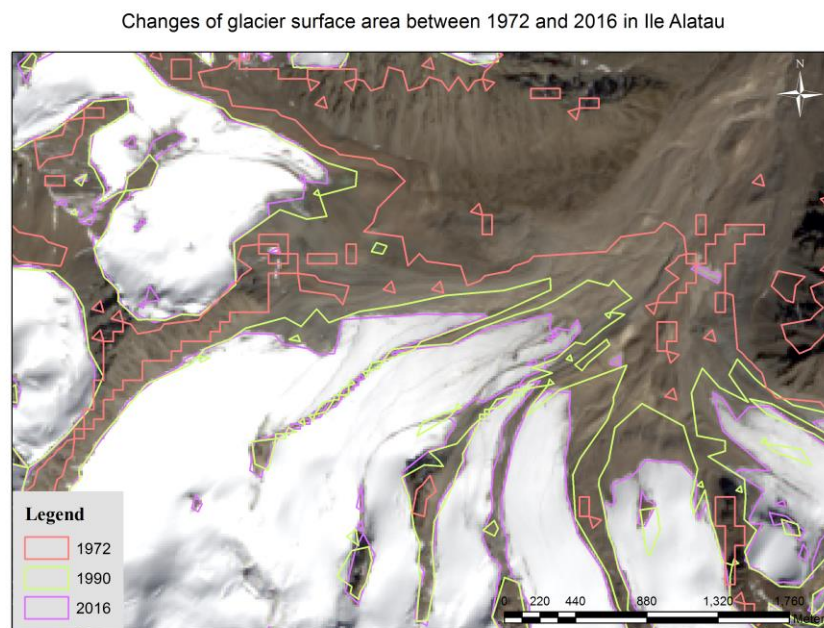 Changes of glacier surface area between 1972 and 2016 in Ile Alatau
N
Legend
1972
1990
2016
0 220 440 880 1,320 1,760
Meters